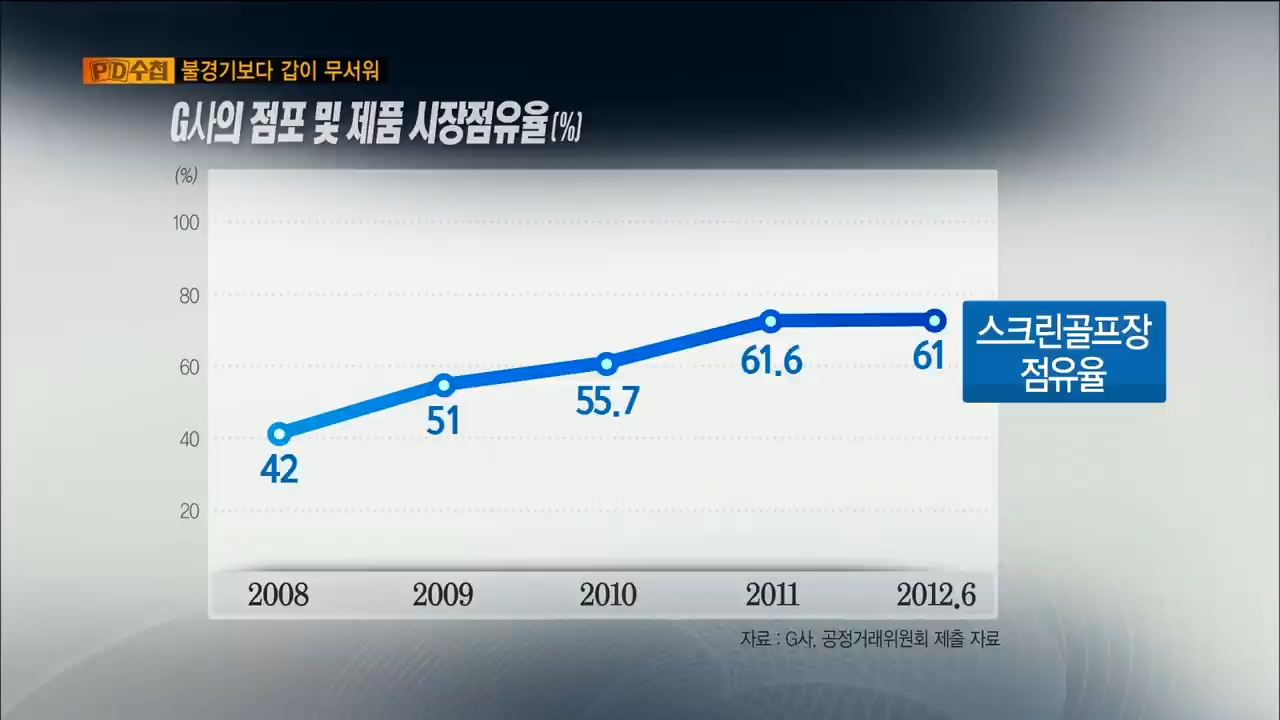 PD수첩 불경기보다 갑이 무서워
G사의 점포 및 제품 시장점유율(%)
(%)
100
80
60
40
20
42
51
55.7
61.6
61
스크린골프장
점유율
2008 2009 2010 2011 2012.6
자료 : G사, 공정거래위원회 제출 자료